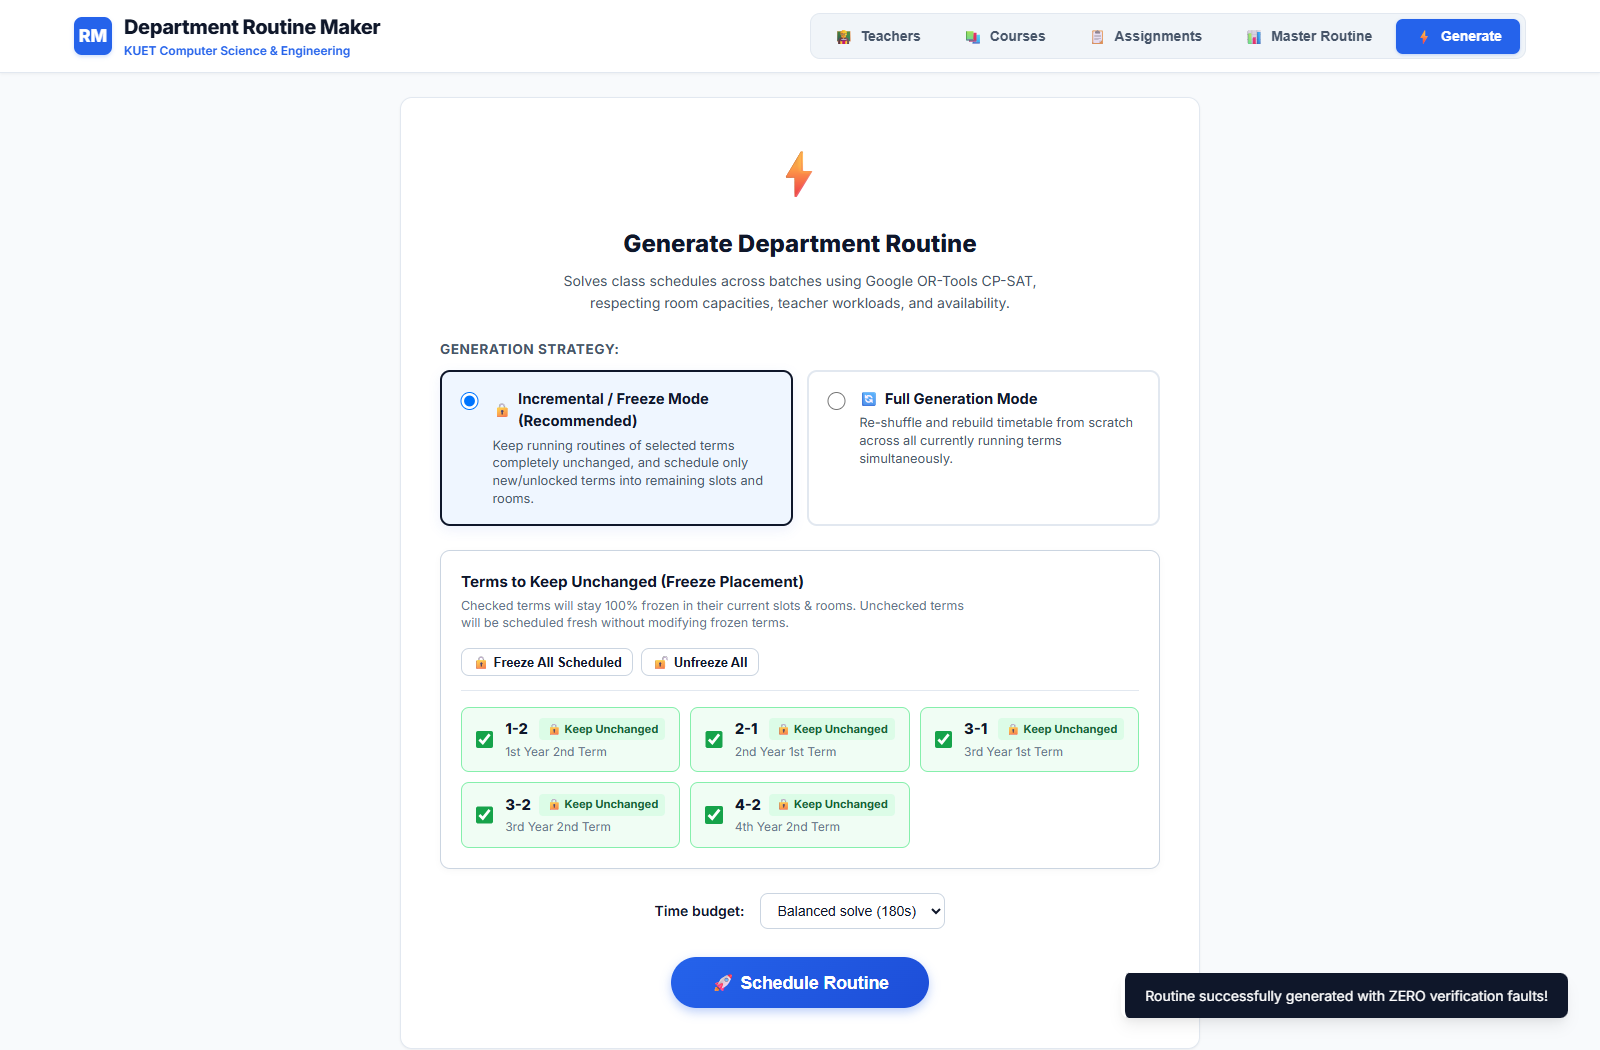 RM
Department Routine Maker
KUET Computer Science & Engineering
Teachers
Courses
Assignments
Master Routine
Generate
Generate Department Routine
Solves class schedules across batches using Google OR-Tools CP-SAT,
respecting room capacities, teacher workloads, and availability.
GENERATION STRATEGY:
Incremental / Freeze Mode
(Recommended)
Keep running routines of selected terms
completely unchanged, and schedule only
new/unlocked terms into remaining slots and
rooms.
Full Generation Mode
Re-shuffle and rebuild timetable from scratch
across all currently running terms
simultaneously.
Terms to Keep Unchanged (Freeze Placement)
Checked terms will stay 100% frozen in their current slots & rooms. Unchecked terms
will be scheduled fresh without modifying frozen terms.
Freeze All Scheduled
Unfreeze All
1-2 Keep Unchanged
1st Year 2nd Term
2-1 Keep Unchanged
2nd Year 1st Term
3-1 Keep Unchanged
3rd Year 1st Term
3-2 Keep Unchanged
3rd Year 2nd Term
4-2 Keep Unchanged
4th Year 2nd Term
Time budget: Balanced solve (180s)
Schedule Routine
Routine successfully generated with ZERO verification faults!